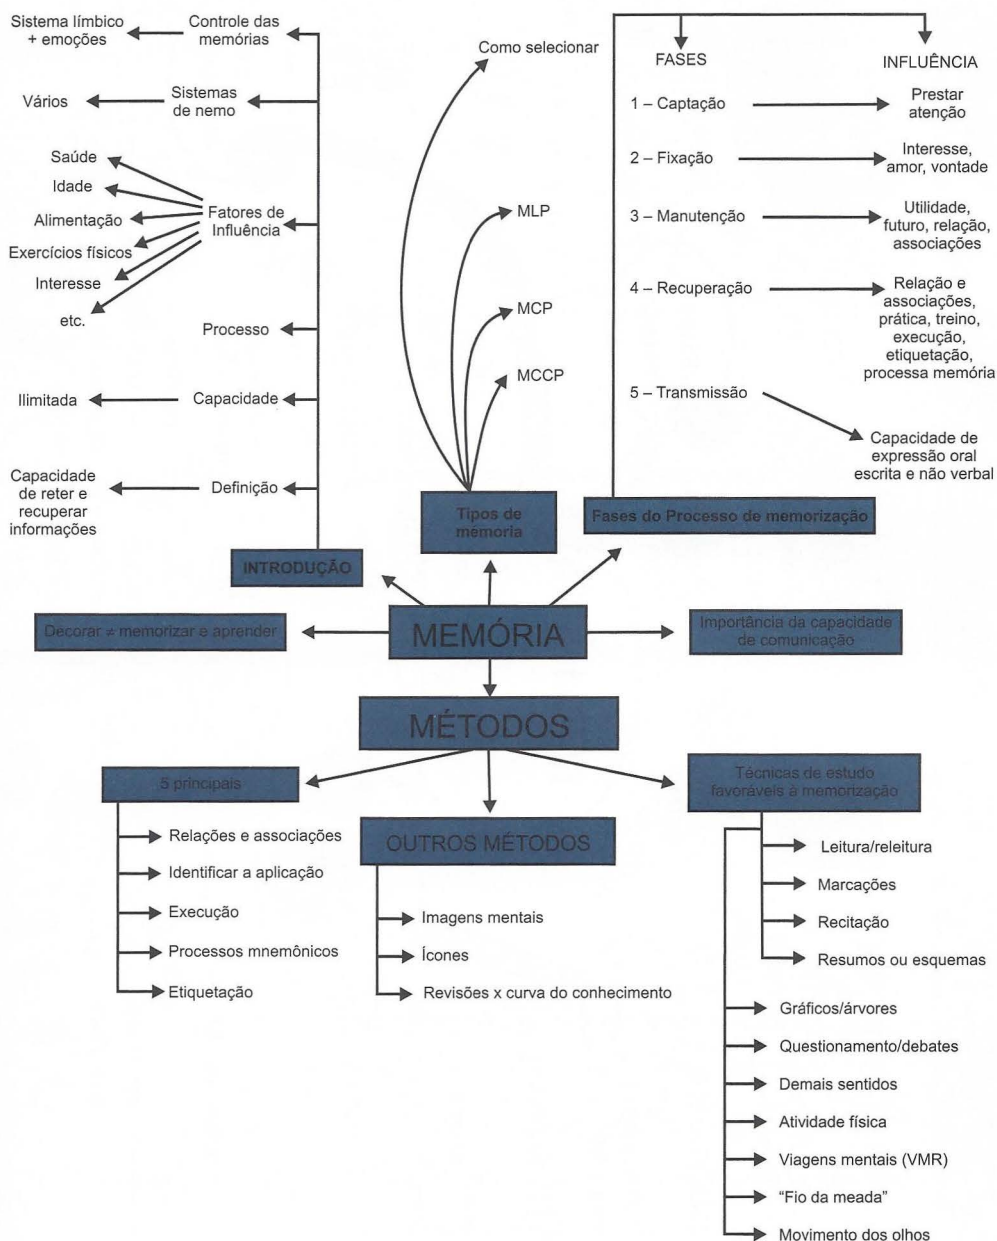 Sistema límbico
+ emoções
Controle das
memórias
Vários
Sistemas
de nemo
Saúde
Idade
Alimentação
Exercícios físicos
Interesse
etc.
Fatores de
Influência
Processo
Ilimitada
Capacidade
Capacidade
de reter e
recuperar
informações
Definição
INTRODUÇÃO
Como selecionar
MLP
MCP
MCCP
Tipos de
memoria
FASES
INFLUÊNCIA
1 – Captação
Prestar
atenção
2 – Fixação
Interesse,
amor, vontade
3 – Manutenção
Utilidade,
futuro, relação,
associações
4 – Recuperação
Relação e
associações,
prática, treino,
execução,
etiquetação,
processa memória
5 – Transmissão
Capacidade de
expressão oral
escrita e não verbal
Fases do Processo de memorização
Decorar ≠ memorizar e aprender
MEMÓRIA
Importância da capacidade
de comunicação
MÉTODOS
5 principais
Relações e associações
Identificar a aplicação
Execução
Processos mnemônicos
Etiquetação
OUTROS MÉTODOS
Imagens mentais
Ícones
Revisões x curva do conhecimento
Técnicas de estudo
favoráveis à memorização
Leitura/releitura
Marcações
Recitação
Resumos ou esquemas
Gráficos/árvores
Questionamento/debates
Demais sentidos
Atividade física
Viagens mentais (VMR)
"Fio da meada"
Movimento dos olhos